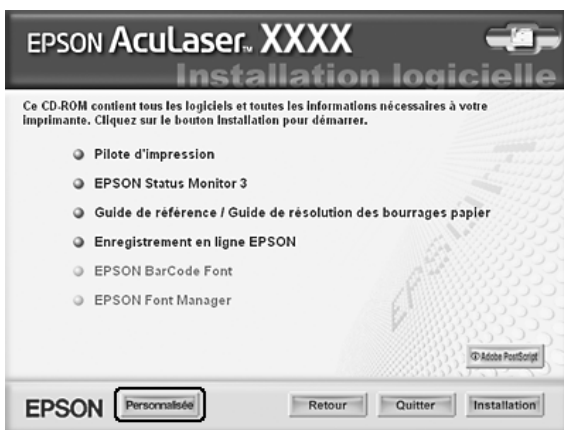 EPSON AcuLaser™ XXXX
Installation logicielle
Ce CD-ROM contient tous les logiciels et toutes les informations nécessaires à votre
imprimante. Cliquez sur le bouton Installation pour démarrer.
Pilote d'impression
EPSON Status Monitor 3
Guide de référence / Guide de résolution des bourrages papier
Enregistrement en ligne EPSON
EPSON BarCode Font
EPSON Font Manager
EPSON
Adobe PostScript
EPSON Personnalisée Retour Quitter Installation